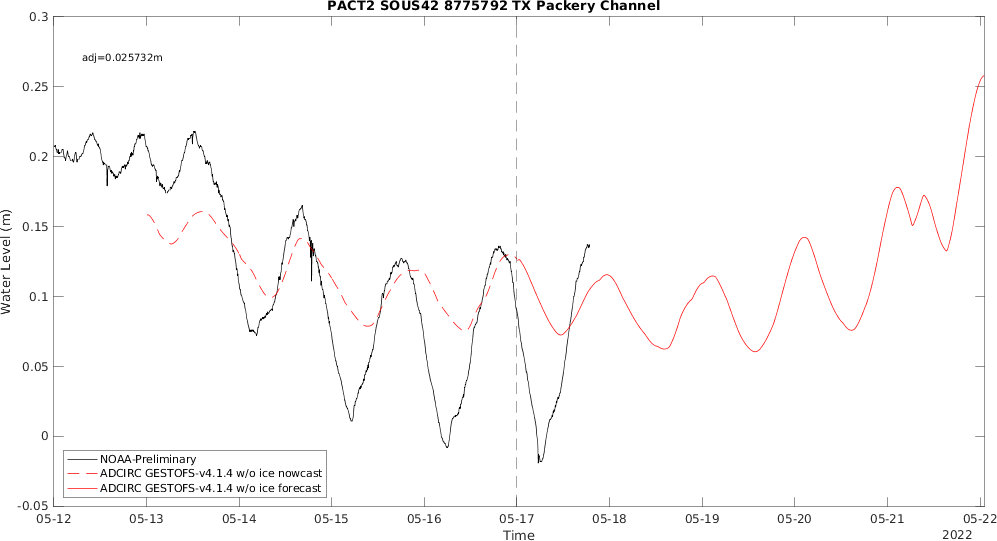 PACT2 SOUS42 8775792 TX Packery Channel
0.3
adj=0.025732m
0.25
0.2
0.15
Water Level (m)
0.1
0.05
0
NOAA-Preliminary
ADCIRC GESTOFS-v4.1.4 w/o ice nowcast
ADCIRC GESTOFS-v4.1.4 w/o ice forecast
-0.05
05-12 05-13 05-14 05-15 05-16 05-17 05-18 05-19 05-20 05-21 05-22
Time
2022